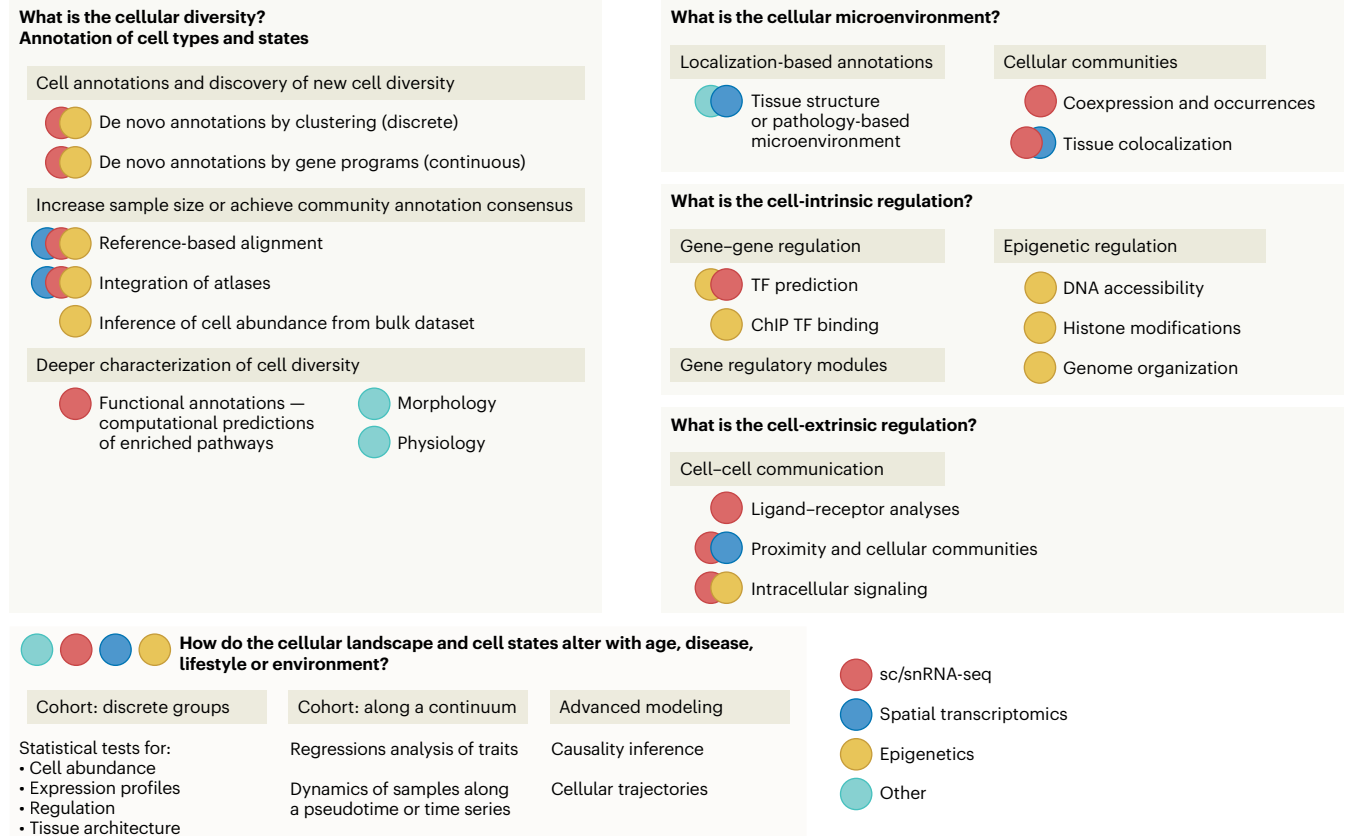 What is the cellular diversity?
Annotation of cell types and states
Cell annotations and discovery of new cell diversity
De novo annotations by clustering (discrete)
De novo annotations by gene programs (continuous)
Increase sample size or achieve community annotation consensus
Reference-based alignment
Integration of atlases
Inference of cell abundance from bulk dataset
Deeper characterization of cell diversity
Functional annotations —
computational predictions
of enriched pathways
Morphology
Physiology
What is the cellular microenvironment?
Localization-based annotations
Tissue structure
or pathology-based
microenvironment
Cellular communities
Coexpression and occurrences
Tissue colocalization
What is the cell-intrinsic regulation?
Gene–gene regulation
TF prediction
ChIP TF binding
Gene regulatory modules
Epigenetic regulation
DNA accessibility
Histone modifications
Genome organization
What is the cell-extrinsic regulation?
Cell–cell communication
Ligand–receptor analyses
Proximity and cellular communities
Intracellular signaling
How do the cellular landscape and cell states alter with age, disease,
lifestyle or environment?
Cohort: discrete groups
Statistical tests for:
• Cell abundance
• Expression profiles
• Regulation
• Tissue architecture
Cohort: along a continuum
Regressions analysis of traits
Dynamics of samples along
a pseudotime or time series
Advanced modeling
Causality inference
Cellular trajectories
sc/snRNA-seq
Spatial transcriptomics
Epigenetics
Other